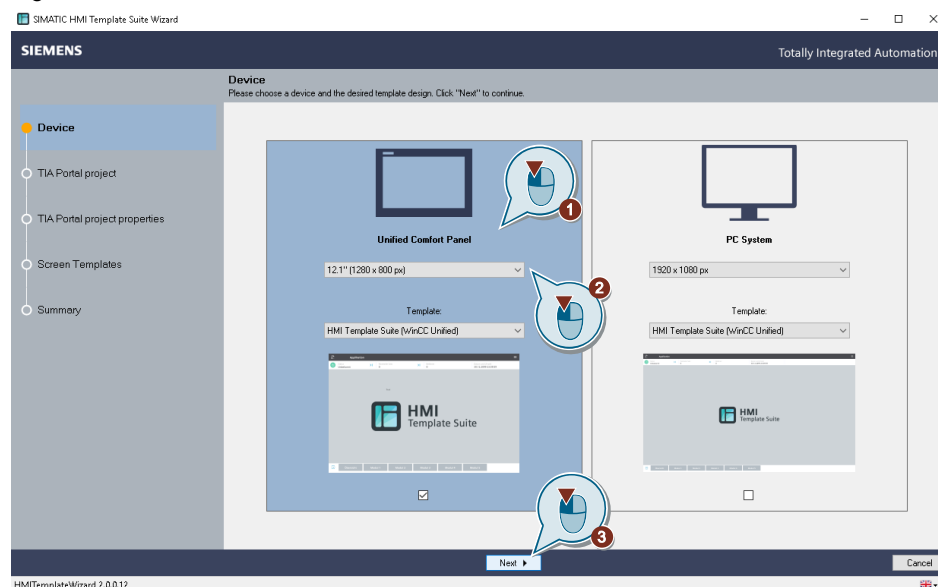 SIMATIC HMI Template Suite Wizard
SIEMENS
Totally Integrated Automation
Device
Please choose a device and the desired template design. Click "Next" to continue.
Device
TIA Portal project
TIA Portal project properties
Screen Templates
Summary
1
Unified Comfort Panel
PC System
12.1" (1280 x 800 px)
1920 x 1080 px
2
Template:
Template:
HMI Template Suite (WinCC Unified)
HMI Template Suite (WinCC Unified)
HMI
Template Suite
HMI
Template Suite
3
Next
Cancel
HMITemplateWizard 2.0.0.12